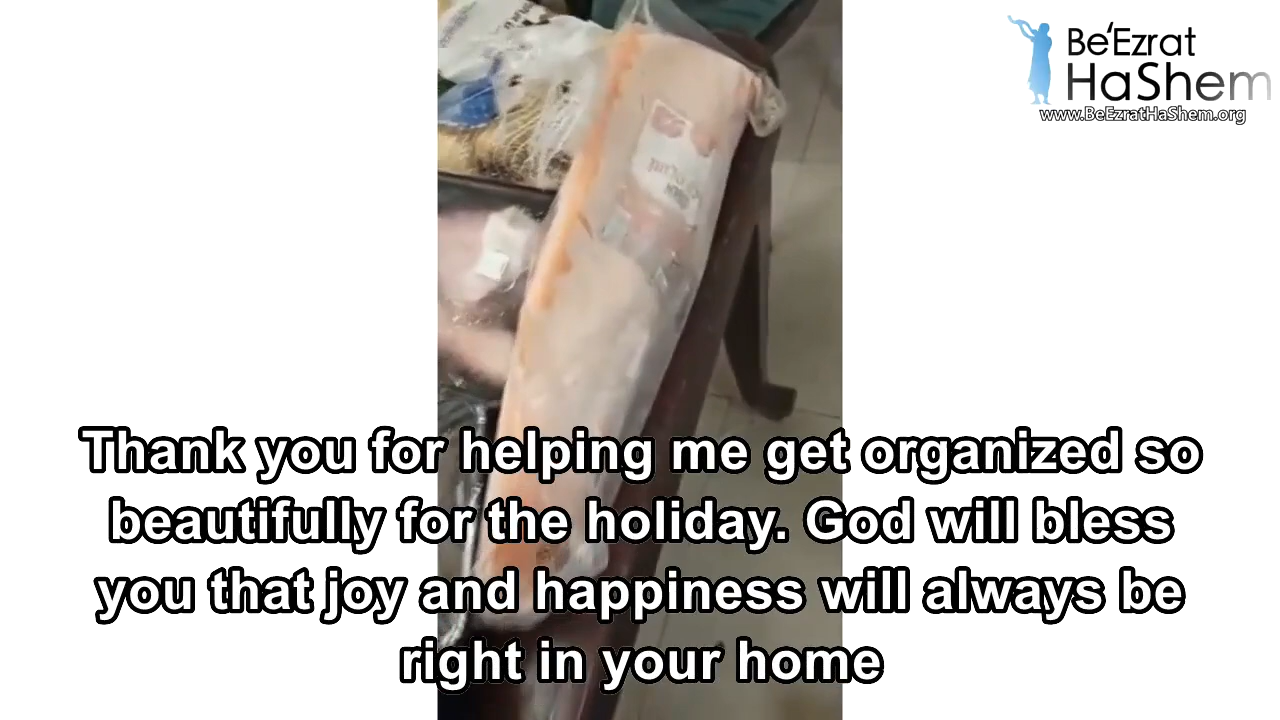 Be'Ezrat
HaShem
www.BeEzratHaShem.org
Thank you for helping me get organized so
beautifully for the holiday. God will bless
you that joy and happiness will always be
right in your home